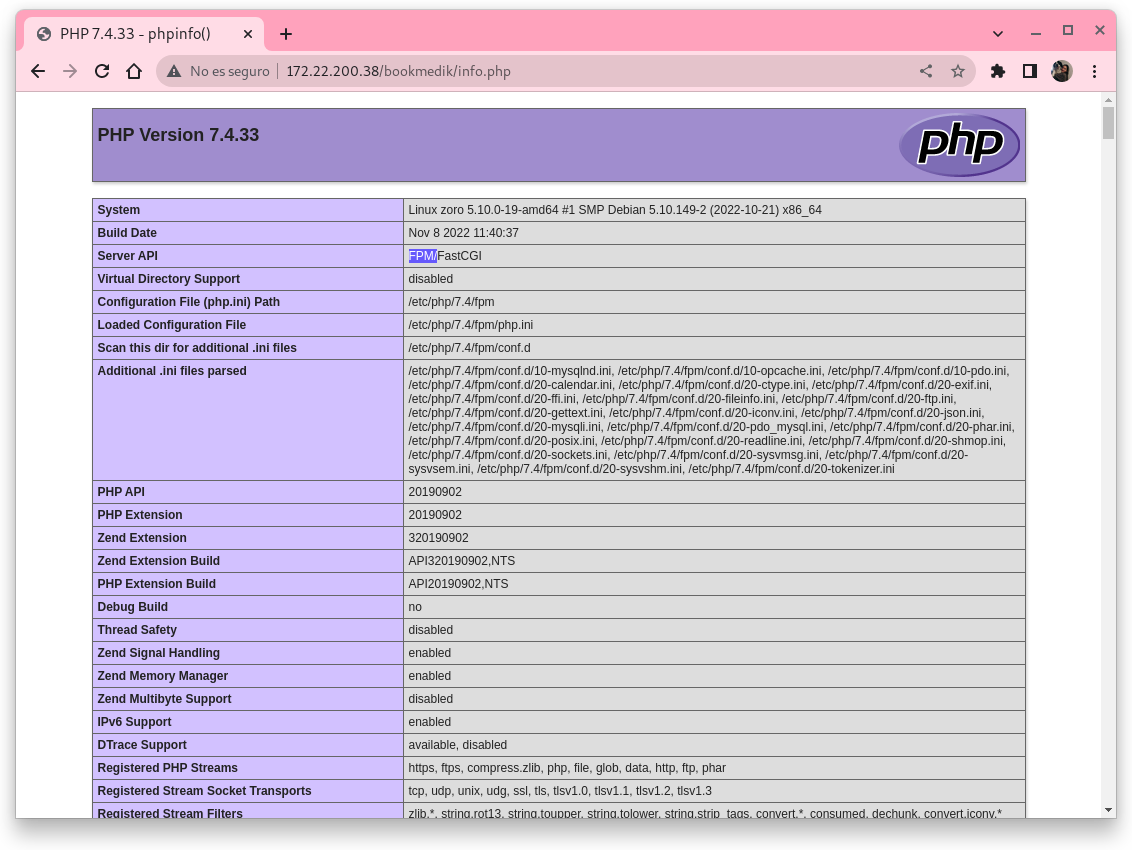 PHP 7.4.33 - phpinfo()
No es seguro 172.22.200.38/bookmedik/info.php
PHP Version 7.4.33
php
System Linux zoro 5.10.0-19-amd64 #1 SMP Debian 5.10.149-2 (2022-10-21) x86_64
Build Date Nov 8 2022 11:40:37
Server API FPM/FastCGI
Virtual Directory Support disabled
Configuration File (php.ini) Path /etc/php/7.4/fpm
Loaded Configuration File /etc/php/7.4/fpm/php.ini
Scan this dir for additional .ini files /etc/php/7.4/fpm/conf.d
Additional .ini files parsed /etc/php/7.4/fpm/conf.d/10-mysqlnd.ini, /etc/php/7.4/fpm/conf.d/10-opcache.ini, /etc/php/7.4/fpm/conf.d/10-pdo.ini,
/etc/php/7.4/fpm/conf.d/20-calendar.ini, /etc/php/7.4/fpm/conf.d/20-ctype.ini, /etc/php/7.4/fpm/conf.d/20-exif.ini,
/etc/php/7.4/fpm/conf.d/20-ffi.ini, /etc/php/7.4/fpm/conf.d/20-fileinfo.ini, /etc/php/7.4/fpm/conf.d/20-ftp.ini,
/etc/php/7.4/fpm/conf.d/20-gettext.ini, /etc/php/7.4/fpm/conf.d/20-iconv.ini, /etc/php/7.4/fpm/conf.d/20-json.ini,
/etc/php/7.4/fpm/conf.d/20-mysqli.ini, /etc/php/7.4/fpm/conf.d/20-pdo_mysql.ini, /etc/php/7.4/fpm/conf.d/20-phar.ini,
/etc/php/7.4/fpm/conf.d/20-posix.ini, /etc/php/7.4/fpm/conf.d/20-readline.ini, /etc/php/7.4/fpm/conf.d/20-shmop.ini,
/etc/php/7.4/fpm/conf.d/20-sockets.ini, /etc/php/7.4/fpm/conf.d/20-sysvmsg.ini, /etc/php/7.4/fpm/conf.d/20-
sysvsem.ini, /etc/php/7.4/fpm/conf.d/20-sysvshm.ini, /etc/php/7.4/fpm/conf.d/20-tokenizer.ini
PHP API 20190902
PHP Extension 20190902
Zend Extension 320190902
Zend Extension Build API320190902,NTS
PHP Extension Build API20190902,NTS
Debug Build no
Thread Safety disabled
Zend Signal Handling enabled
Zend Memory Manager enabled
Zend Multibyte Support disabled
IPv6 Support enabled
DTrace Support available, disabled
Registered PHP Streams https, ftps, compress.zlib, php, file, glob, data, http, ftp, phar
Registered Stream Socket Transports tcp, udp, unix, udg, ssl, tls, tlsv1.0, tlsv1.1, tlsv1.2, tlsv1.3
Registered Stream Filters zlib.*, string.rot13, string.toupper, string.tolower, string.strip_tags, convert.*, consumed, dechunk, convert.iconv.*